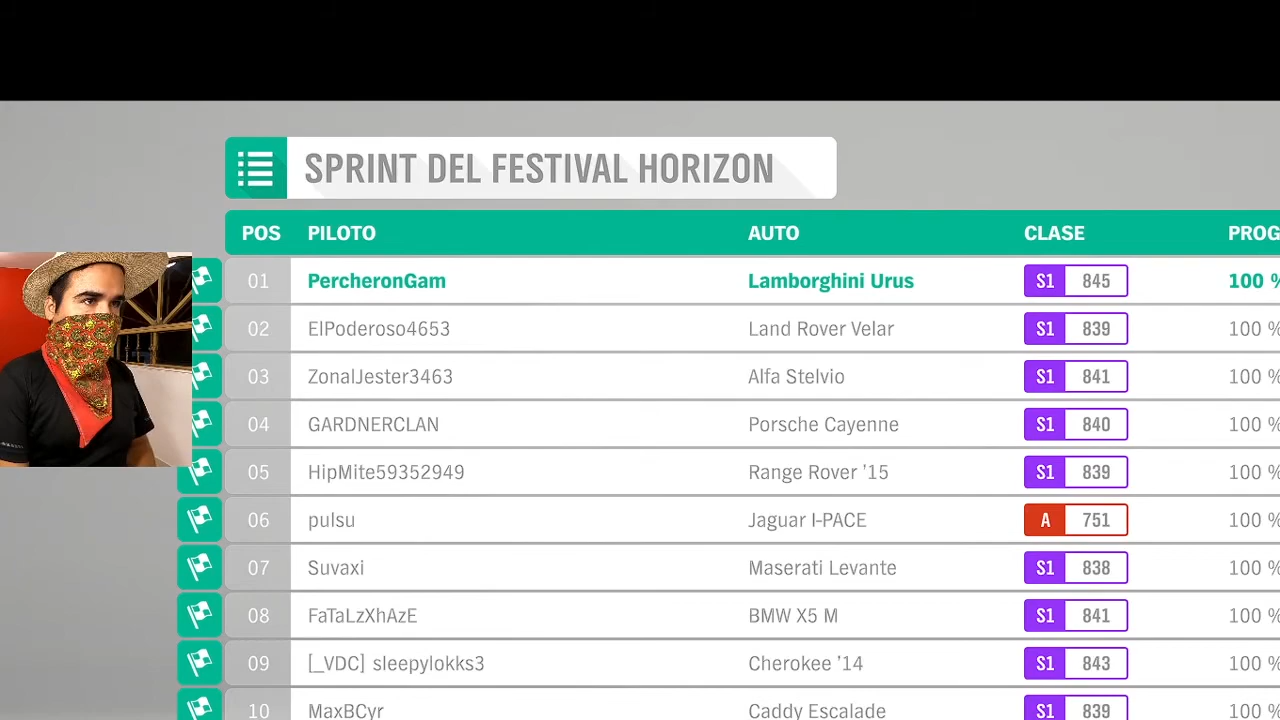 SPRINT DEL FESTIVAL HORIZON
POS PILOTO AUTO CLASE PROG
01 PercheronGam Lamborghini Urus S1 845 100 %
02 ElPoderoso4653 Land Rover Velar S1 839 100 %
03 ZonalJester3463 Alfa Stelvio S1 841 100 %
04 GARDNERCLAN Porsche Cayenne S1 840 100 %
05 HipMite59352949 Range Rover ’15 S1 839 100 %
06 pulsu Jaguar I-PACE A 751 100 %
07 Suvaxi Maserati Levante S1 838 100 %
08 FaTaLzXhAzE BMW X5 M S1 841 100 %
09 [_VDC] sleepylokks3 Cherokee ’14 S1 843 100 %
10 MaxBCyr Caddy Escalade S1 839 100 %